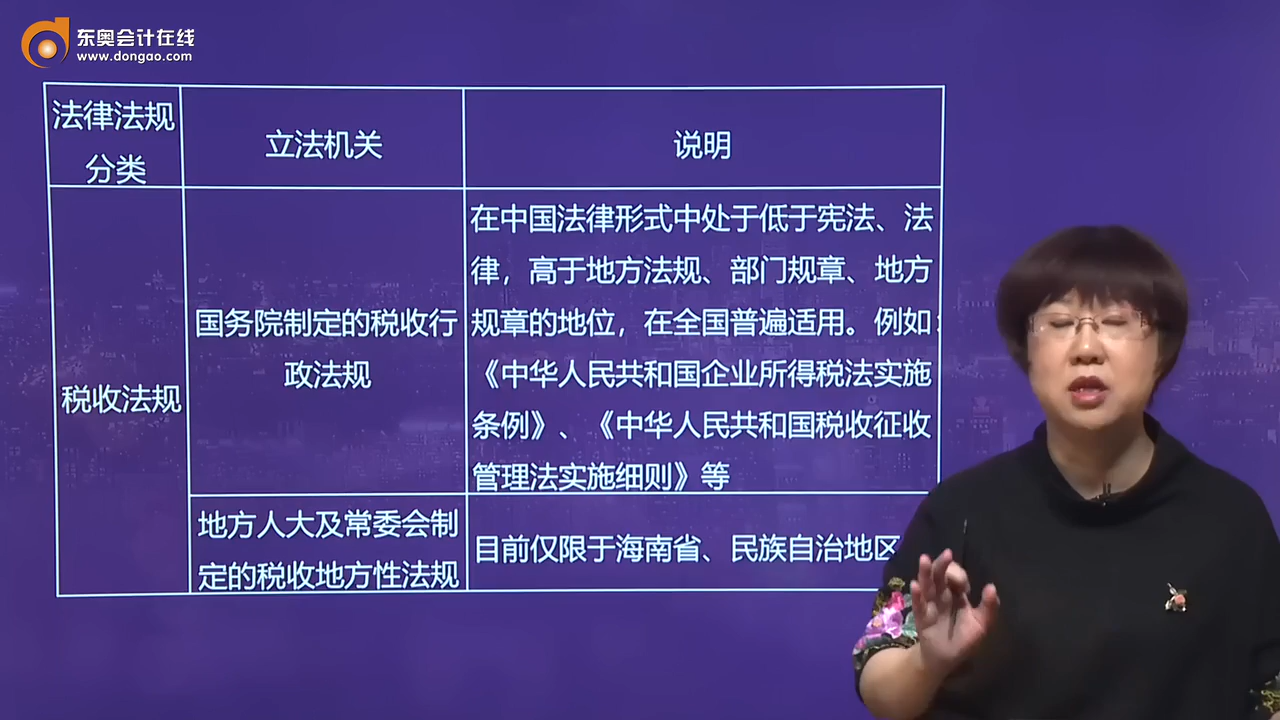 东奥会计在线
www.dongao.com
法律法规
分类
立法机关
说明
税收法规
国务院制定的税收行
政法规
在中国法律形式中处于低于宪法、法
律，高于地方法规、部门规章、地方
规章的地位，在全国普遍适用。例如：
《中华人民共和国企业所得税法实施
条例》、《中华人民共和国税收征收
管理法实施细则》等
地方人大及常委会制
定的税收地方性法规
目前仅限于海南省、民族自治地区